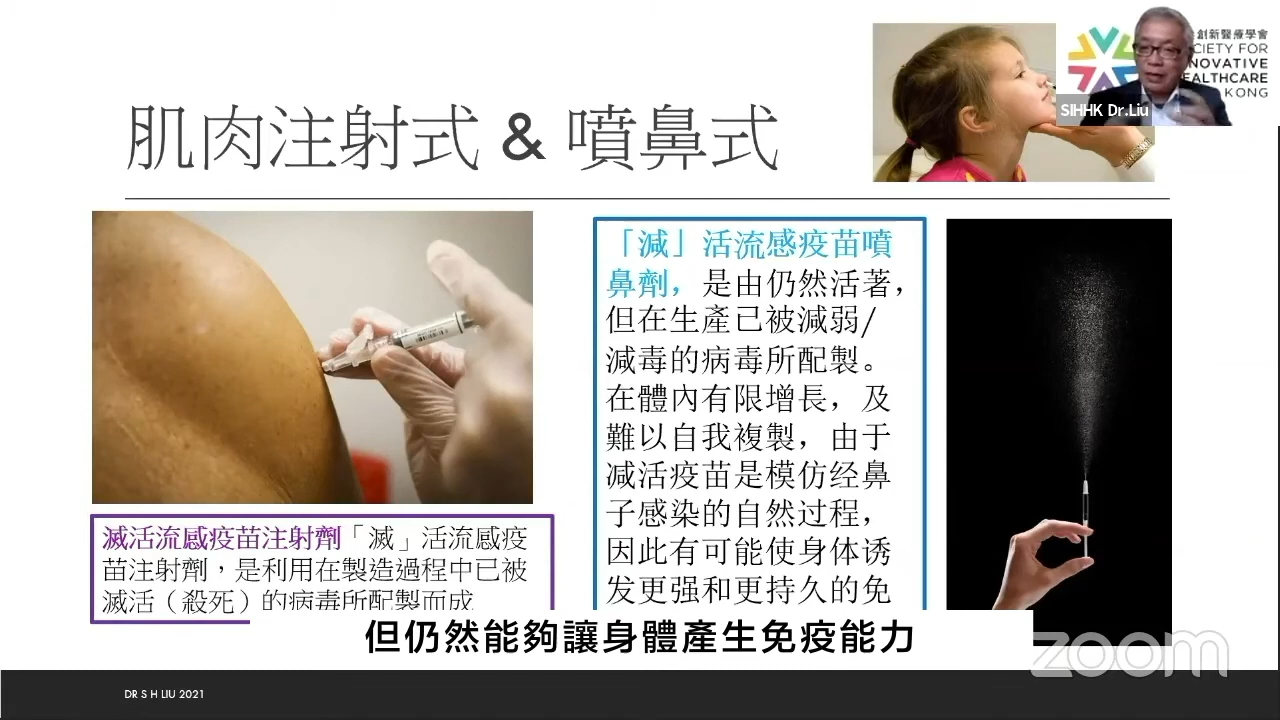 創新醫療學會
CIETY FOR
NOVATIVE
EALTHCARE
KONG
SIHHK Dr.Liu
肌肉注射式 & 噴鼻式
「減」活流感疫苗噴
鼻劑，是由仍然活著，
但在生產已被減弱/
減毒的病毒所配製。
在體內有限增長，及
難以自我複製，由于
减活疫苗是模仿经鼻
子感染的自然过程，
因此有可能使身体诱
发更强和更持久的免
滅活流感疫苗注射劑「滅」活流感疫
苗注射劑，是利用在製造過程中已被
滅活（殺死）的病毒所配製而成
但仍然能夠讓身體產生免疫能力
zoom
DR S H LIU 2021